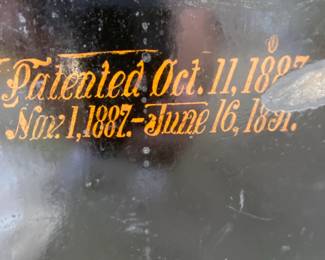 Patented Oct. 11, 1887
Nov. 1, 1887.-June 16, 1891.